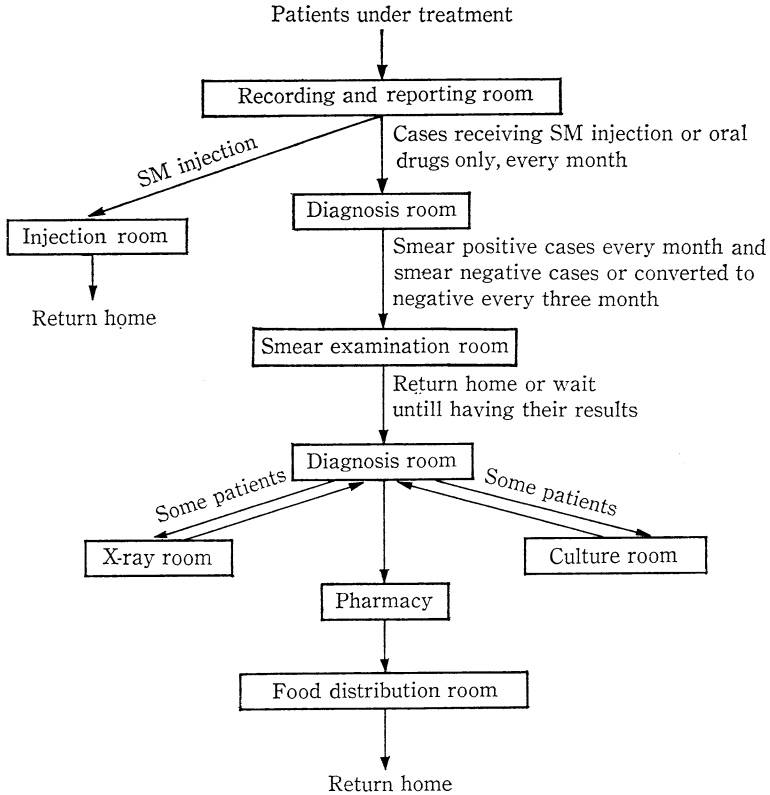 Patients under treatment
Recording and reporting room
SM injection
Cases receiving SM injection or oral
drugs only, every month
Injection room
Diagnosis room
Return home
Smear positive cases every month and
smear negative cases or converted to
negative every three month
Smear examination room
Return home or wait
untill having their results
Diagnosis room
Some patients
Some patients
X-ray room
Culture room
Pharmacy
Food distribution room
Return home